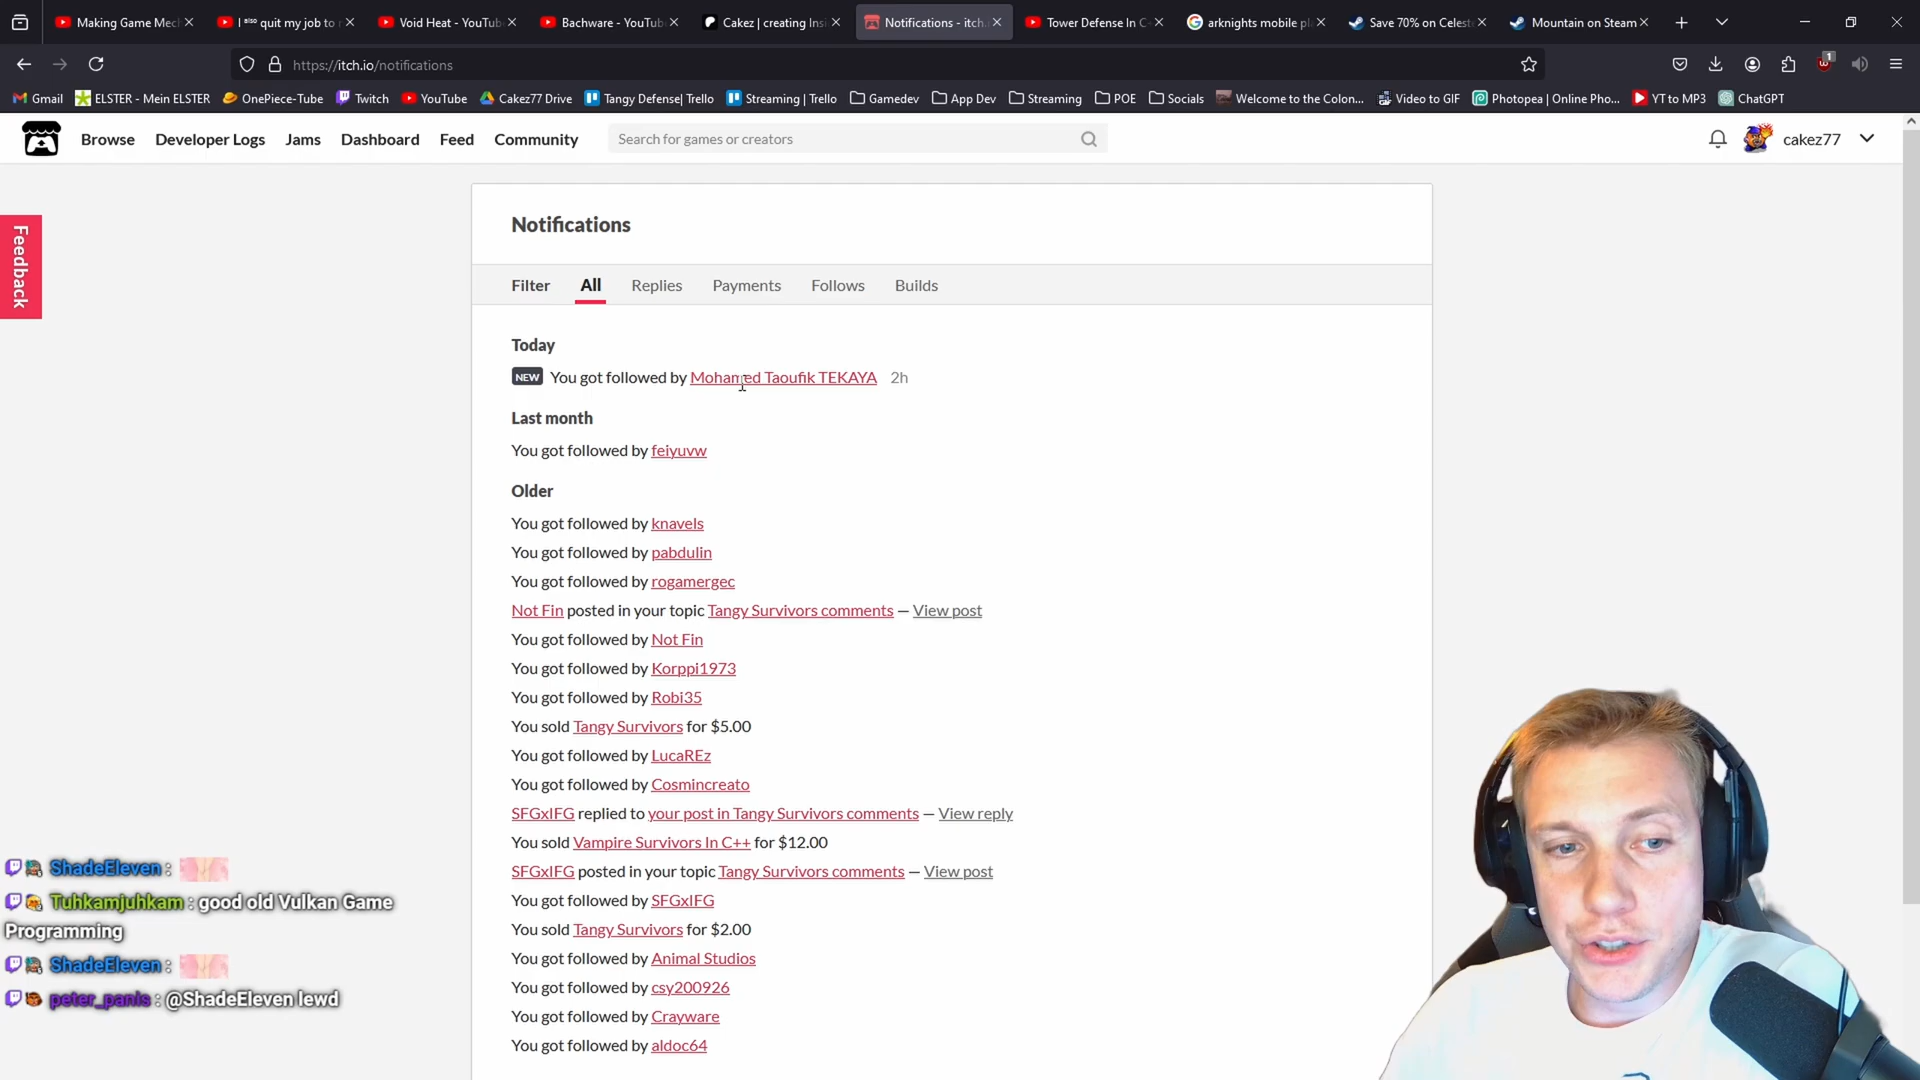 Making Game Mec
I also quit my job to
Void Heat - YouTub
Bachware - YouTub
Cakez | creating Insi
Notifications - itch.
Tower Defense In C
arknights mobile pl
Save 70% on Celest
Mountain on Steam
https://itch.io/notifications
1
Gmail
ELSTER - Mein ELSTER
OnePiece-Tube
Twitch
YouTube
Cakez77 Drive
Tangy Defense| Trello
Streaming | Trello
Gamedev
App Dev
Streaming
POE
Socials
Welcome to the Colon...
Video to GIF
Photopea | Online Pho...
YT to MP3
ChatGPT
Browse
Developer Logs
Jams
Dashboard
Feed
Community
Search for games or creators
cakez77
Feedback
Notifications
Filter
All
Replies
Payments
Follows
Builds
Today
NEW You got followed by Mohamed Taoufik TEKAYA 2h
Last month
You got followed by feiyuvw
Older
You got followed by knavels
You got followed by pabdulin
You got followed by rogamergec
Not Fin posted in your topic Tangy Survivors comments — View post
You got followed by Not Fin
You got followed by Korppi1973
You got followed by Robi35
You sold Tangy Survivors for $5.00
You got followed by LucaREz
You got followed by Cosmincreato
SFGxIFG replied to your post in Tangy Survivors comments — View reply
You sold Vampire Survivors In C++ for $12.00
SFGxIFG posted in your topic Tangy Survivors comments — View post
You got followed by SFGxIFG
You sold Tangy Survivors for $2.00
You got followed by Animal Studios
You got followed by csy200926
You got followed by Crayware
You got followed by aldoc64
ShadeEleven :
Tuhkamjuhkam : good old Vulkan Game
Programming
ShadeEleven :
peter_panis : @ShadeEleven lewd